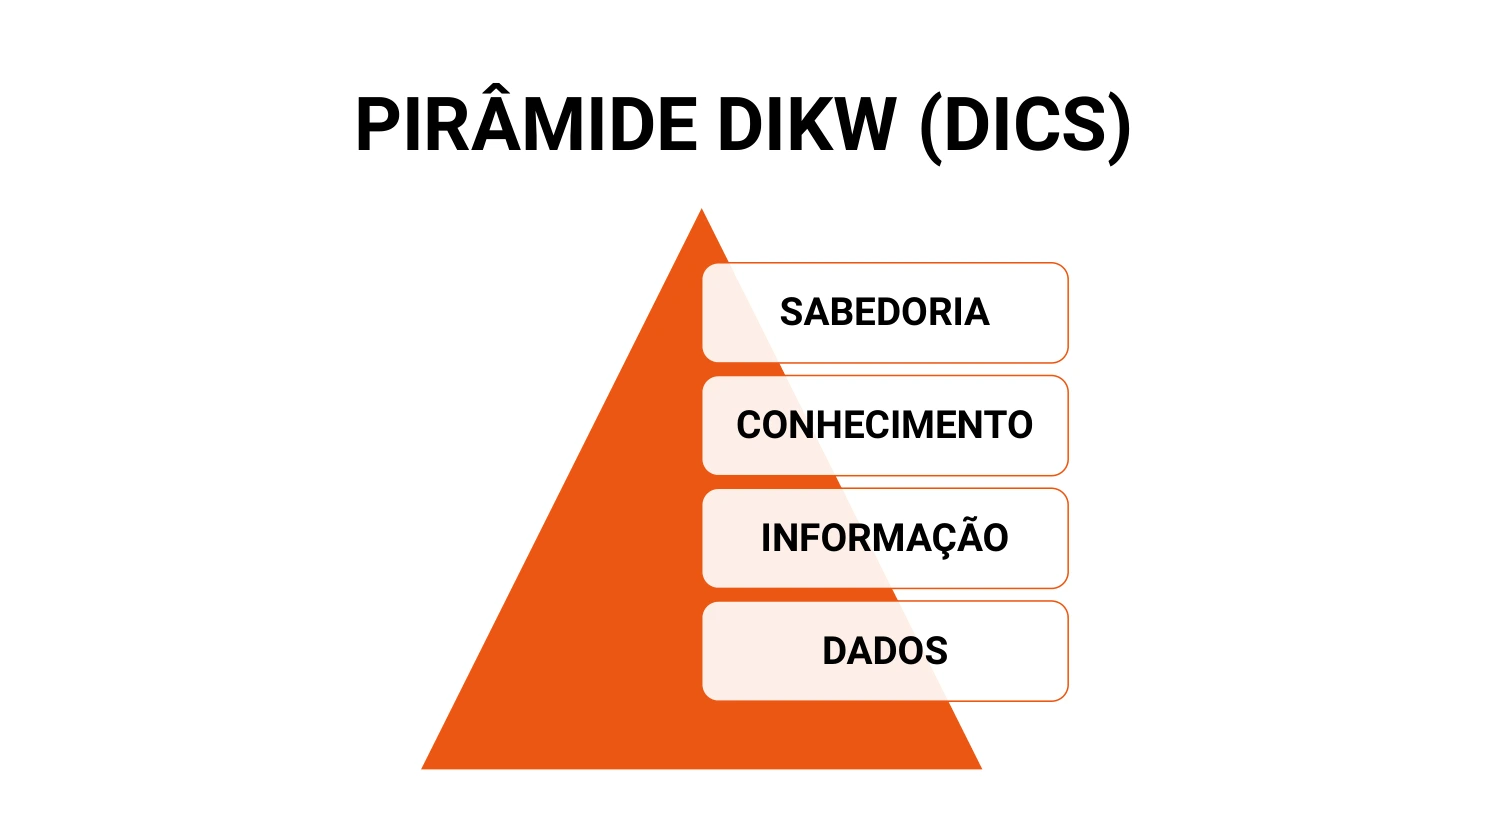 PIRÂMIDE DIKW (DICS)
SABEDORIA
CONHECIMENTO
INFORMAÇÃO
DADOS